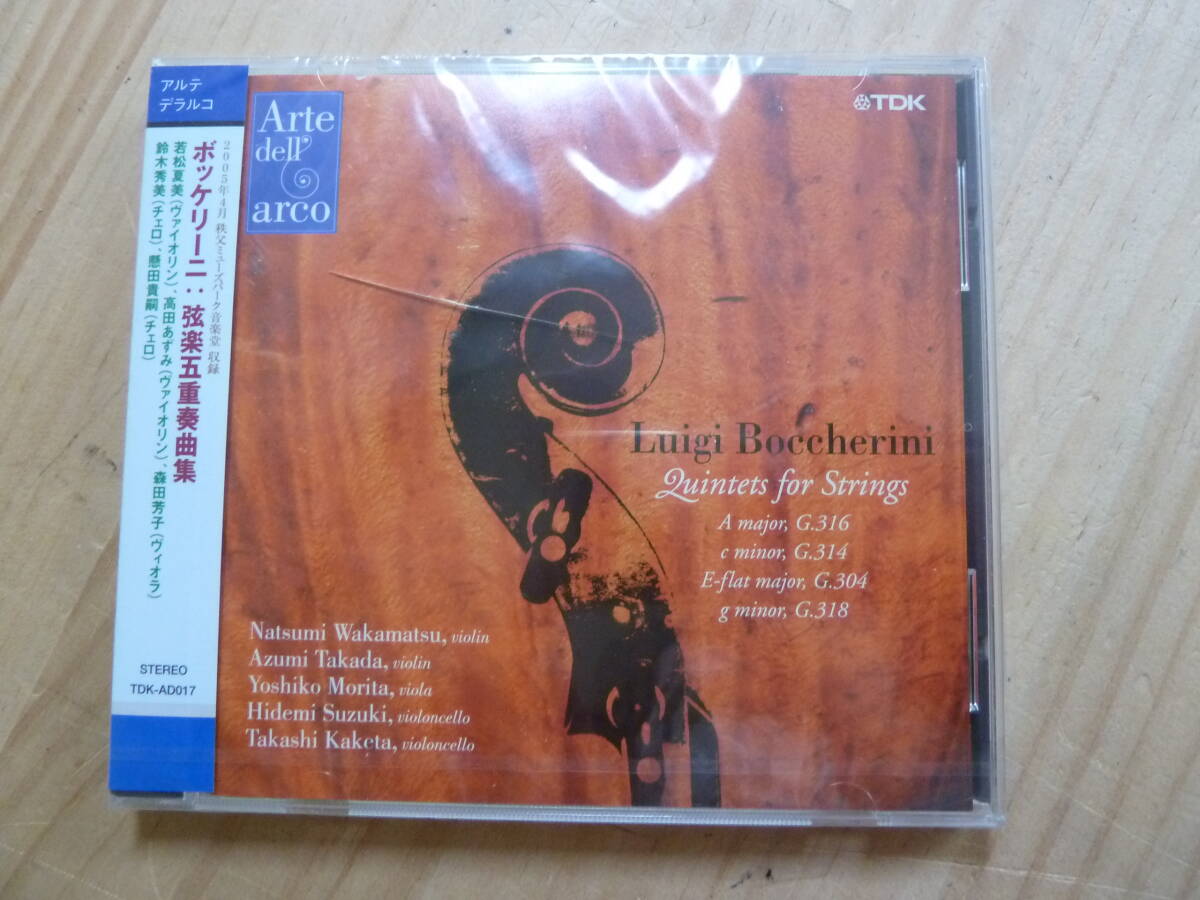 アルテ
デラルコ
2005年4月 秩父ミューズパーク音楽堂 収録
ボッケリーニ：弦楽五重奏曲集
若松夏美(ヴァイオリン)、高田あずみ(ヴァイオリン)、森田芳子(ヴィオラ)
鈴木秀美(チェロ)、懸田貴嗣(チェロ)
STEREO
TDK-AD017
Arte
dell'
arco
TDK
Luigi Boccherini
Quintets for Strings
A major, G.316
c minor, G.314
E-flat major, G.304
g minor, G.318
Natsumi Wakamatsu, violin
Azumi Takada, violin
Yoshiko Morita, viola
Hidemi Suzuki, violoncello
Takashi Kaketa, violoncello